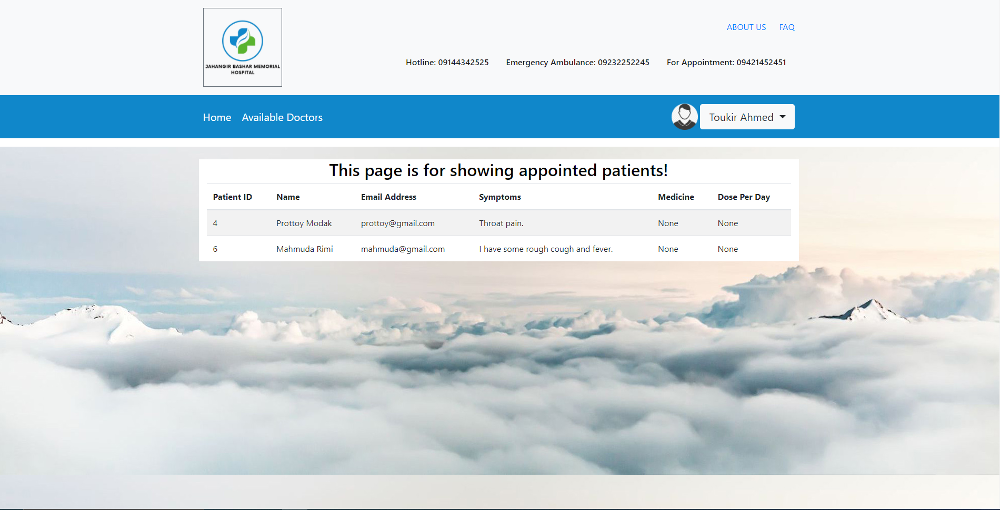 JAHANGIR BASHAR MEMORIAL
HOSPITAL
ABOUT US FAQ
Hotline: 09144342525 Emergency Ambulance: 09232252245 For Appointment: 09421452451
Home Available Doctors Toukir Ahmed
This page is for showing appointed patients!
Patient ID Name Email Address Symptoms Medicine Dose Per Day
4 Prottoy Modak prottoy@gmail.com Throat pain. None None
6 Mahmuda Rimi mahmuda@gmail.com I have some rough cough and fever. None None